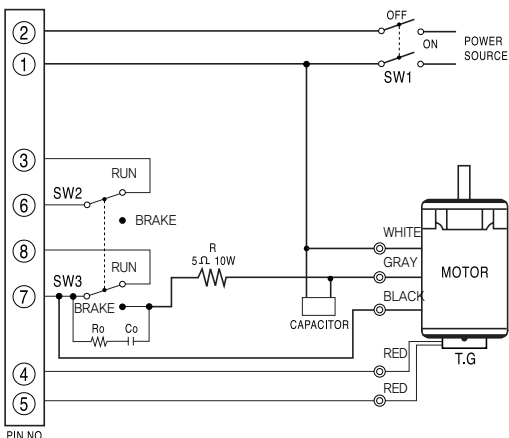 OFF
②
ON
POWER
SOURCE
①
SW1
③
RUN
SW2
⑥
BRAKE
⑧
R
5Ω 10W
WHITE
SW3
RUN
GRAY
MOTOR
⑦
BRAKE
BLACK
CAPACITOR
Ro
Co
RED
T.G
④
RED
⑤
PIN NO